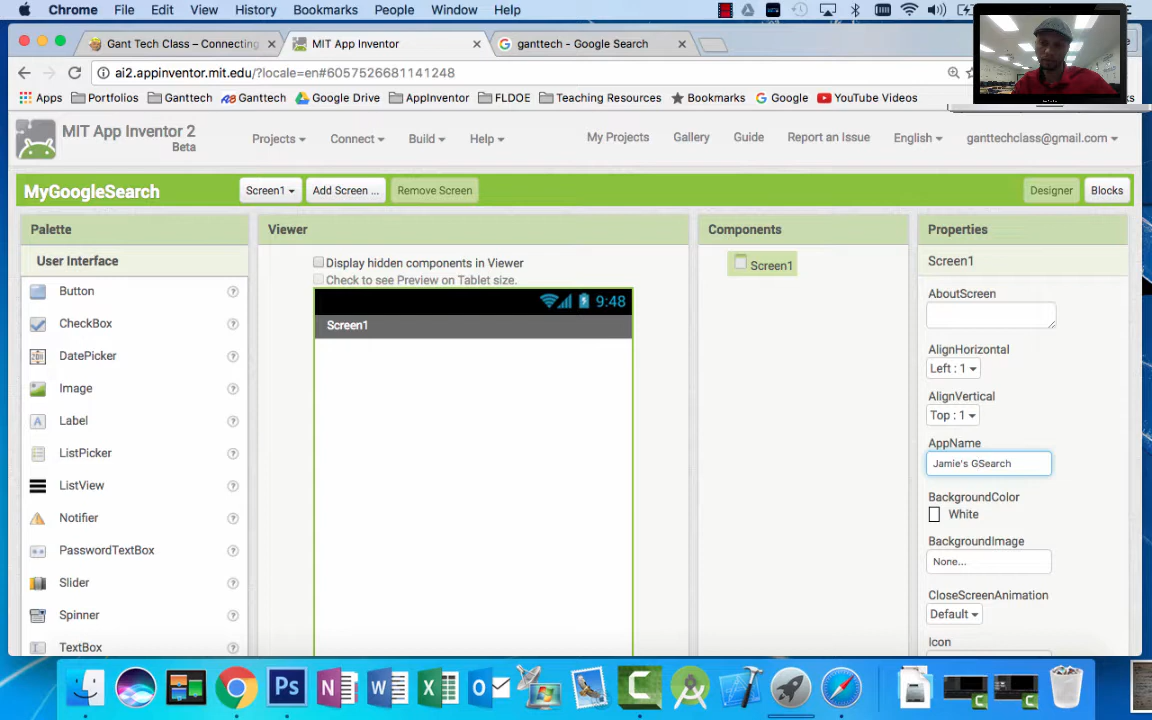 Chrome File Edit View History Bookmarks People Window Help
Gant Tech Class – Connecting
MIT App Inventor
ganttech - Google Search
ai2.appinventor.mit.edu/?locale=en#6057526681141248
Apps Portfolios Ganttech Ganttech Google Drive AppInventor FLDOE Teaching Resources Bookmarks Google YouTube Videos
MIT App Inventor 2
Beta
Projects Connect Build Help My Projects Gallery Guide Report an Issue English ganttechclass@gmail.com
MyGoogleSearch Screen1 Add Screen ... Remove Screen Designer Blocks
Palette Viewer Components Properties
User Interface
Button
CheckBox
DatePicker
Image
Label
ListPicker
ListView
Notifier
PasswordTextBox
Slider
Spinner
TextBox
Display hidden components in Viewer
Check to see Preview on Tablet size.
9:48
Screen1
Screen1
Screen1
AboutScreen
AlignHorizontal
Left : 1
AlignVertical
Top : 1
AppName
Jamie's GSearch
BackgroundColor
White
BackgroundImage
None...
CloseScreenAnimation
Default
Icon